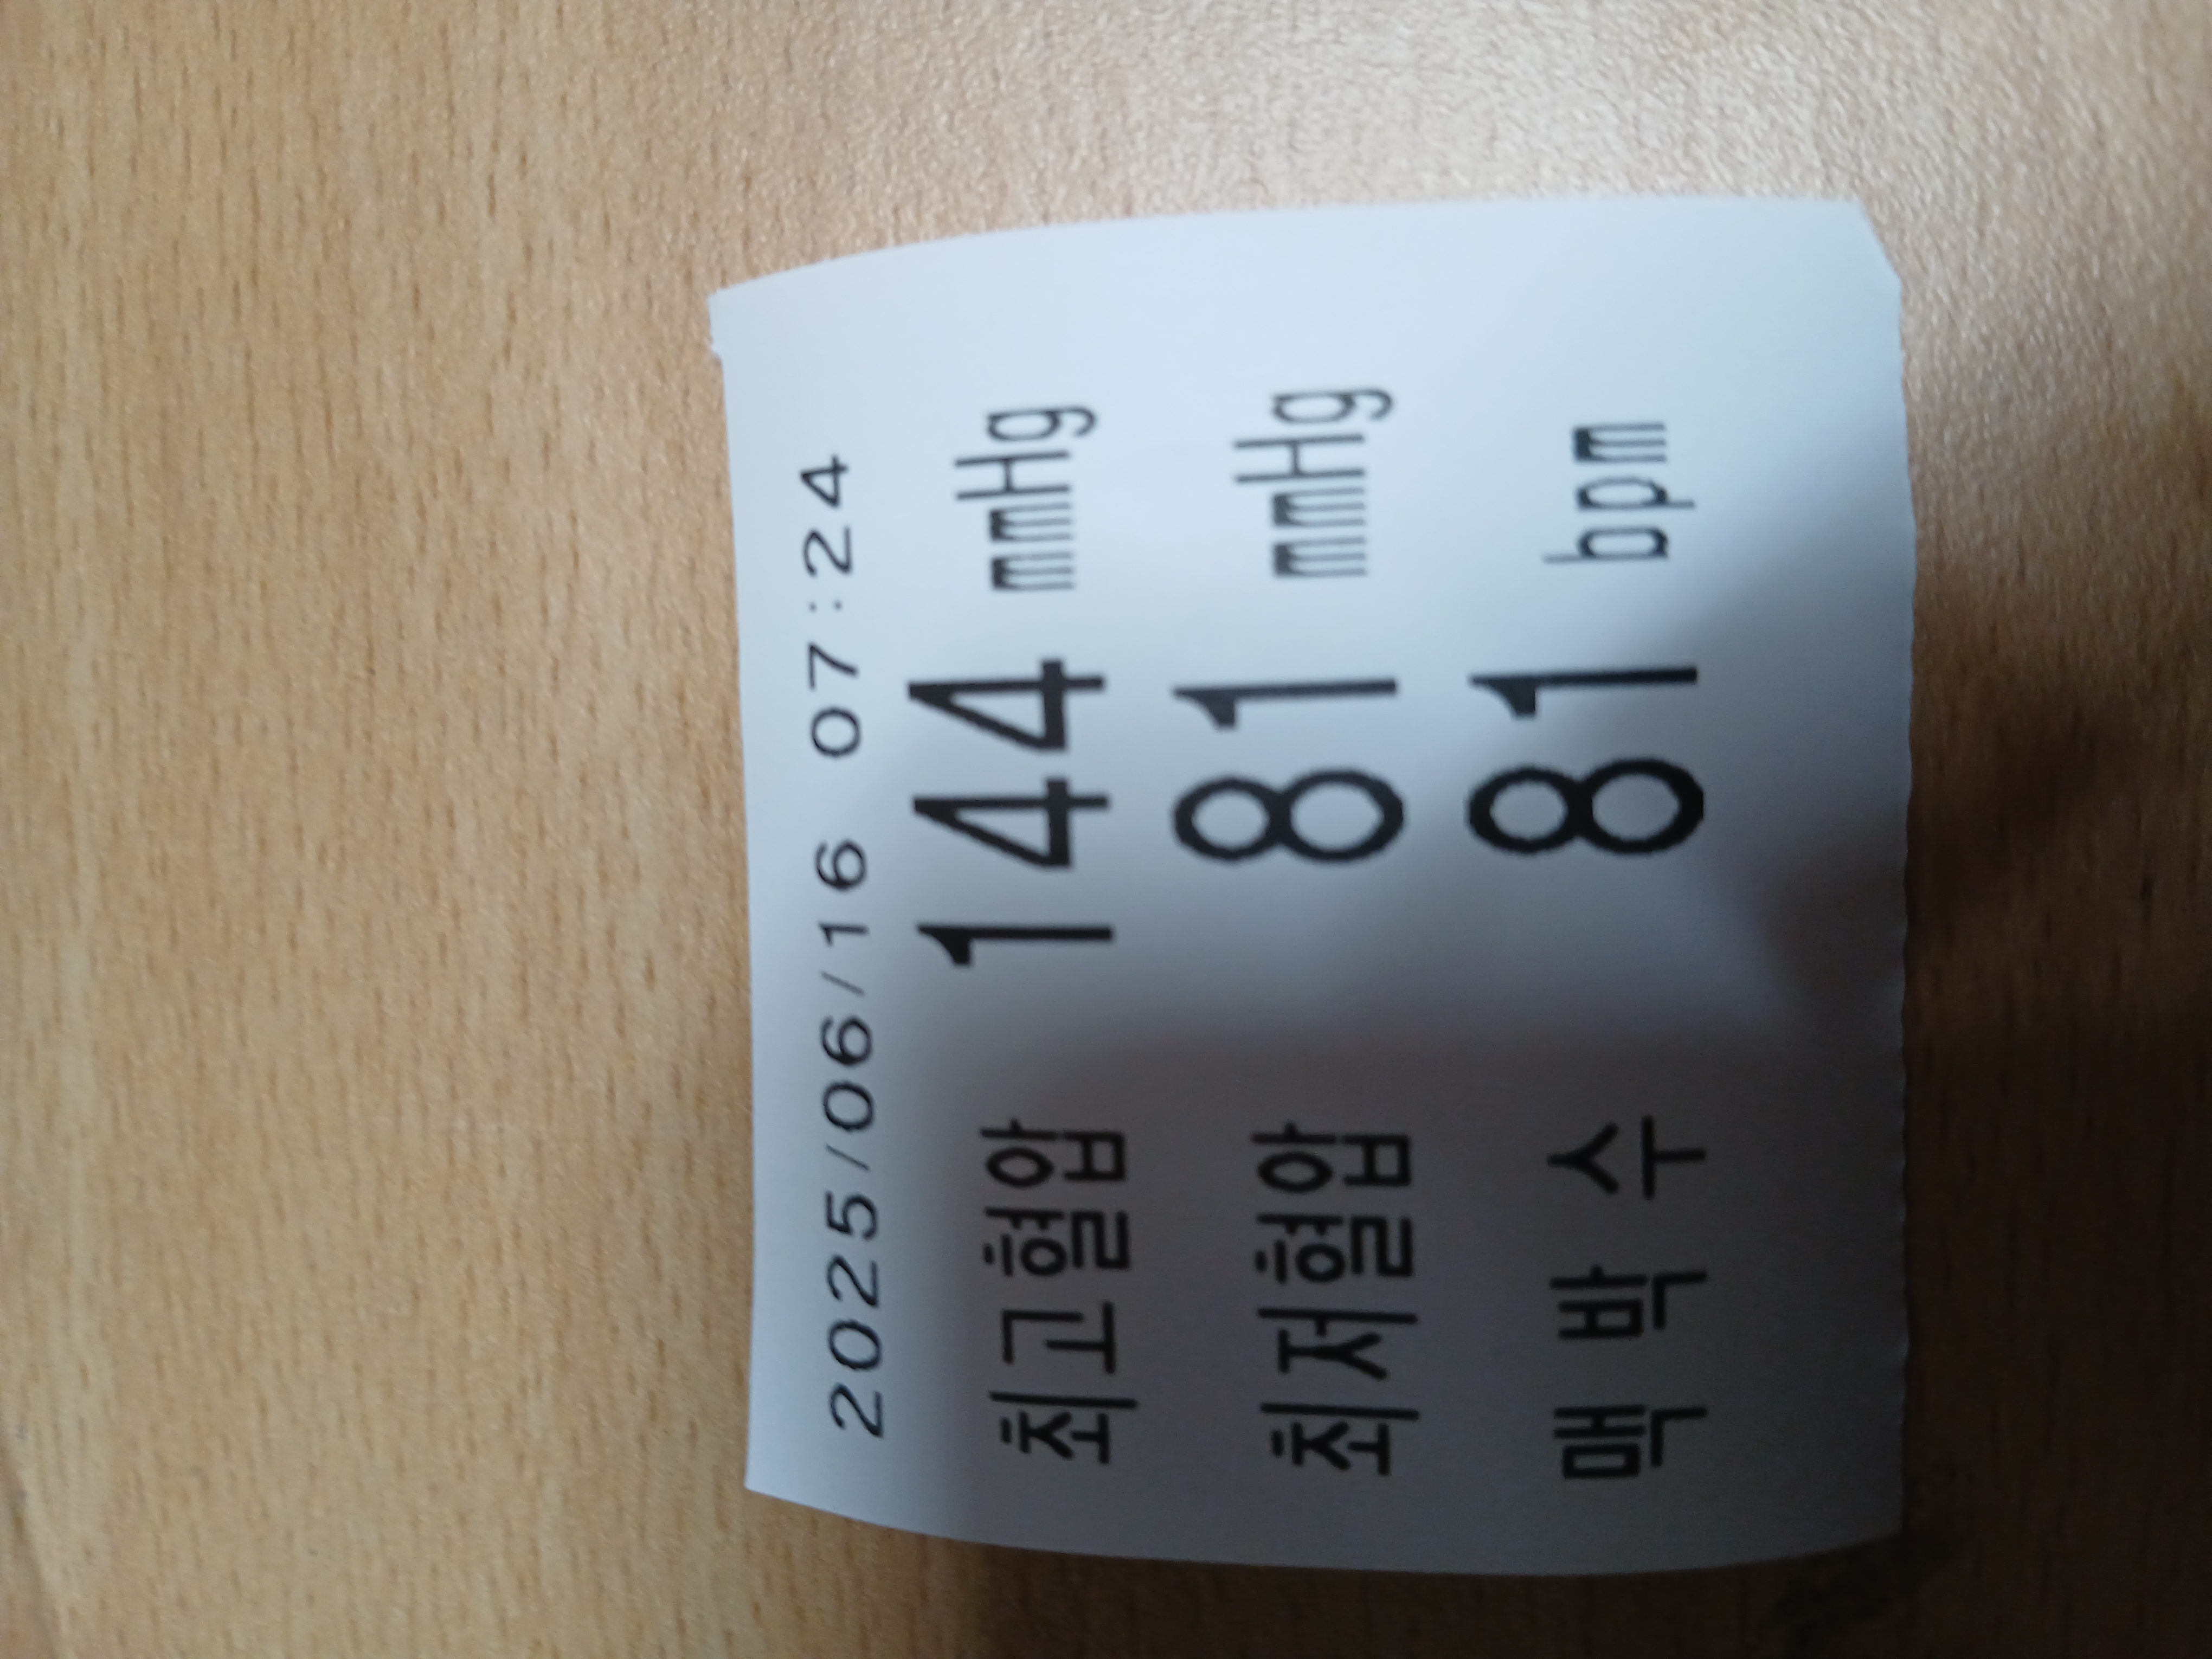 2025/06/16 07:24
최고혈압 144 mmHg
최저혈압 81 mmHg
맥 박 수 81 bpm